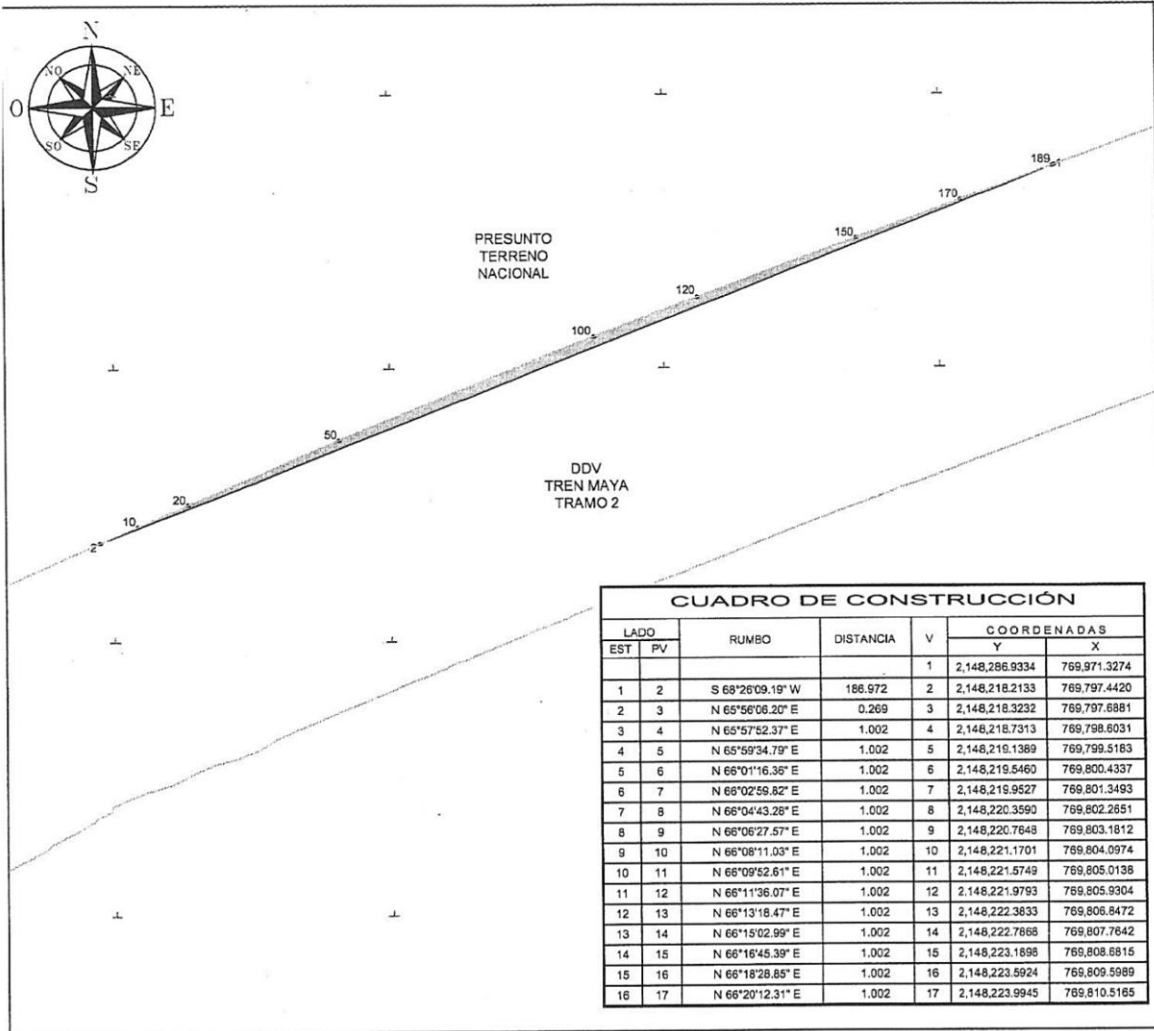 N
NO NE
O E
SO SE
S
189 1
170
150
PRESUNTO
TERRENO
NACIONAL
120
100
50
DDV
TREN MAYA
TRAMO 2
20
10
2
CUADRO DE CONSTRUCCIÓN
LADO RUMBO DISTANCIA V COORDENADAS
EST PV Y X
1 2,148,286.9334 769,971.3274
1 2 S 68°26'09.19" W 186.972 2 2,148,218.2133 769,797.4420
2 3 N 65°56'06.20" E 0.269 3 2,148,218.3232 769,797.6881
3 4 N 65°57'52.37" E 1.002 4 2,148,218.7313 769,798.6031
4 5 N 65°59'34.79" E 1.002 5 2,148,219.1389 769,799.5183
5 6 N 66°01'16.36" E 1.002 6 2,148,219.5460 769,800.4337
6 7 N 66°02'59.82" E 1.002 7 2,148,219.9527 769,801.3493
7 8 N 66°04'43.28" E 1.002 8 2,148,220.3590 769,802.2651
8 9 N 66°06'27.57" E 1.002 9 2,148,220.7648 769,803.1812
9 10 N 66°08'11.03" E 1.002 10 2,148,221.1701 769,804.0974
10 11 N 66°09'52.61" E 1.002 11 2,148,221.5749 769,805.0138
11 12 N 66°11'36.07" E 1.002 12 2,148,221.9793 769,805.9304
12 13 N 66°13'18.47" E 1.002 13 2,148,222.3833 769,806.8472
13 14 N 66°15'02.99" E 1.002 14 2,148,222.7868 769,807.7642
14 15 N 66°16'45.39" E 1.002 15 2,148,223.1898 769,808.6815
15 16 N 66°18'28.85" E 1.002 16 2,148,223.5924 769,809.5989
16 17 N 66°20'12.31" E 1.002 17 2,148,223.9945 769,810.5165